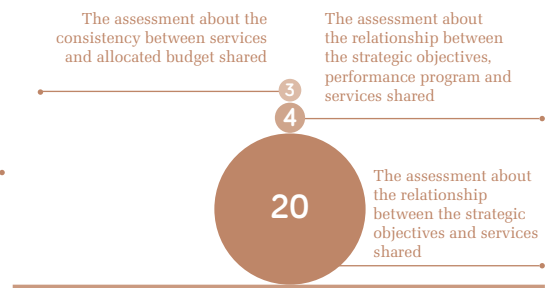 The assessment about the
consistency between services
and allocated budget shared
The assessment about
the relationship between
the strategic objectives,
performance program and
services shared
3
4
20
The assessment about
the relationship
between the strategic
objectives and services
shared